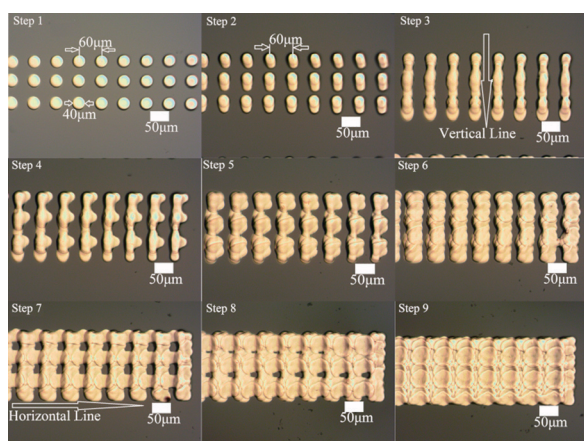 Step 1
60μm
40μm
50μm
Step 2
60μm
50μm
Step 3
Vertical Line
50μm
Step 4
50μm
Step 5
50μm
Step 6
50μm
Step 7
Horizontal Line
50μm
Step 8
50μm
Step 9
50μm